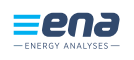 ena
— ENERGY ANALYSES —